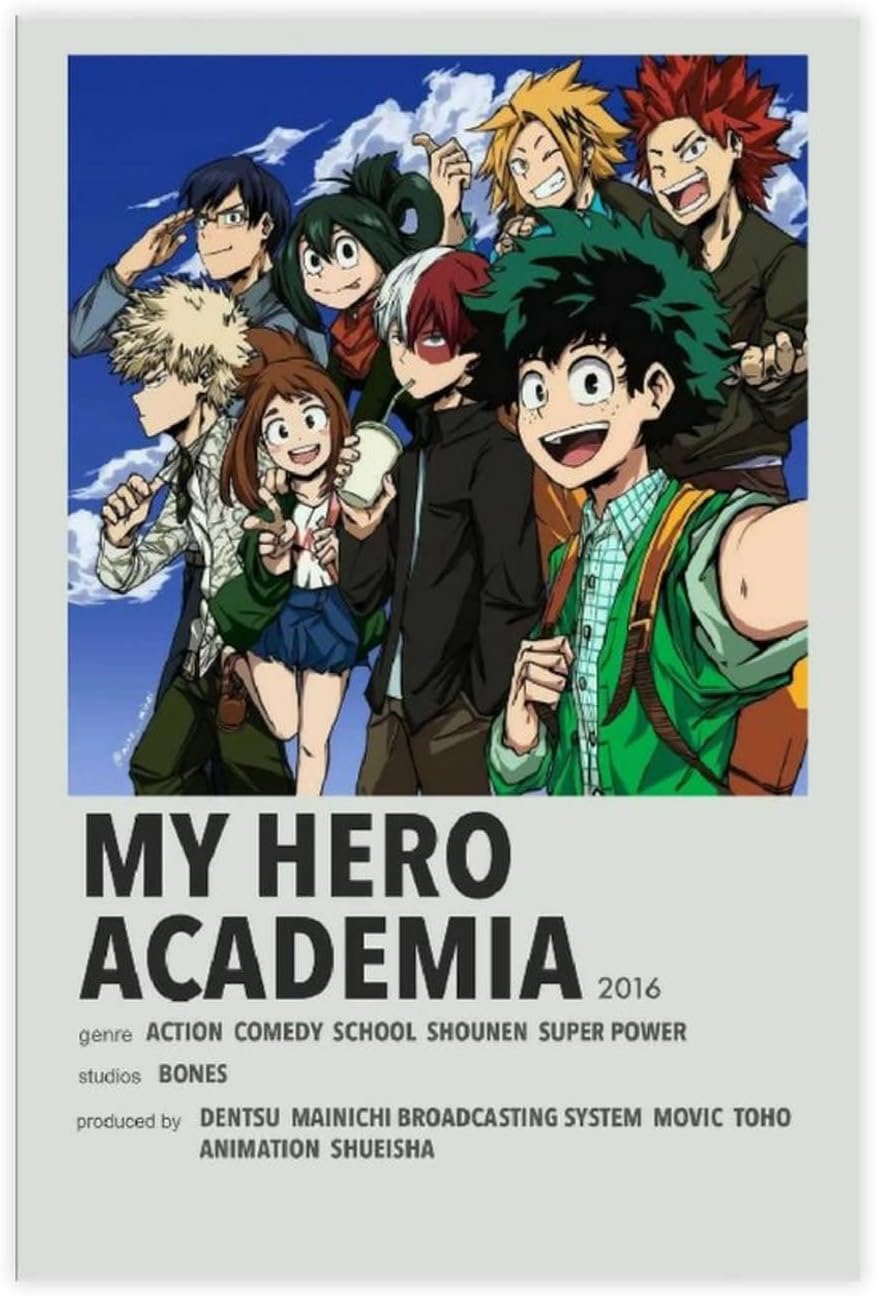 MY HERO
ACADEMIA 2016
genre ACTION COMEDY SCHOOL SHOUNEN SUPER POWER
studios BONES
produced by DENTSU MAINICHI BROADCASTING SYSTEM MOVIC TOHO
ANIMATION SHUEISHA